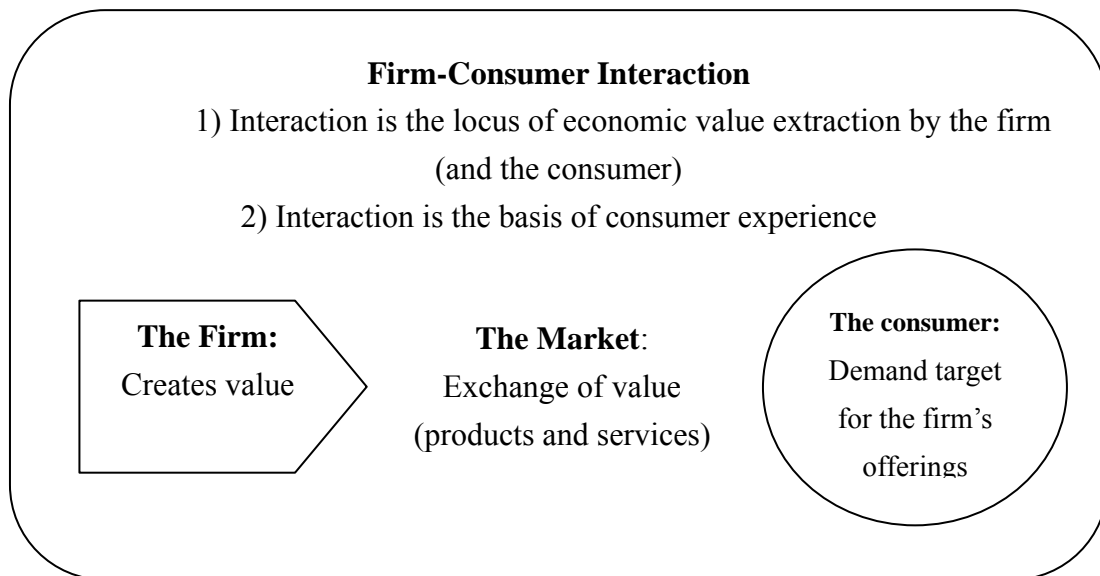 Firm-Consumer Interaction
1) Interaction is the locus of economic value extraction by the firm
(and the consumer)
2) Interaction is the basis of consumer experience
The Firm:
Creates value
The Market:
Exchange of value
(products and services)
The consumer:
Demand target
for the firm’s
offerings